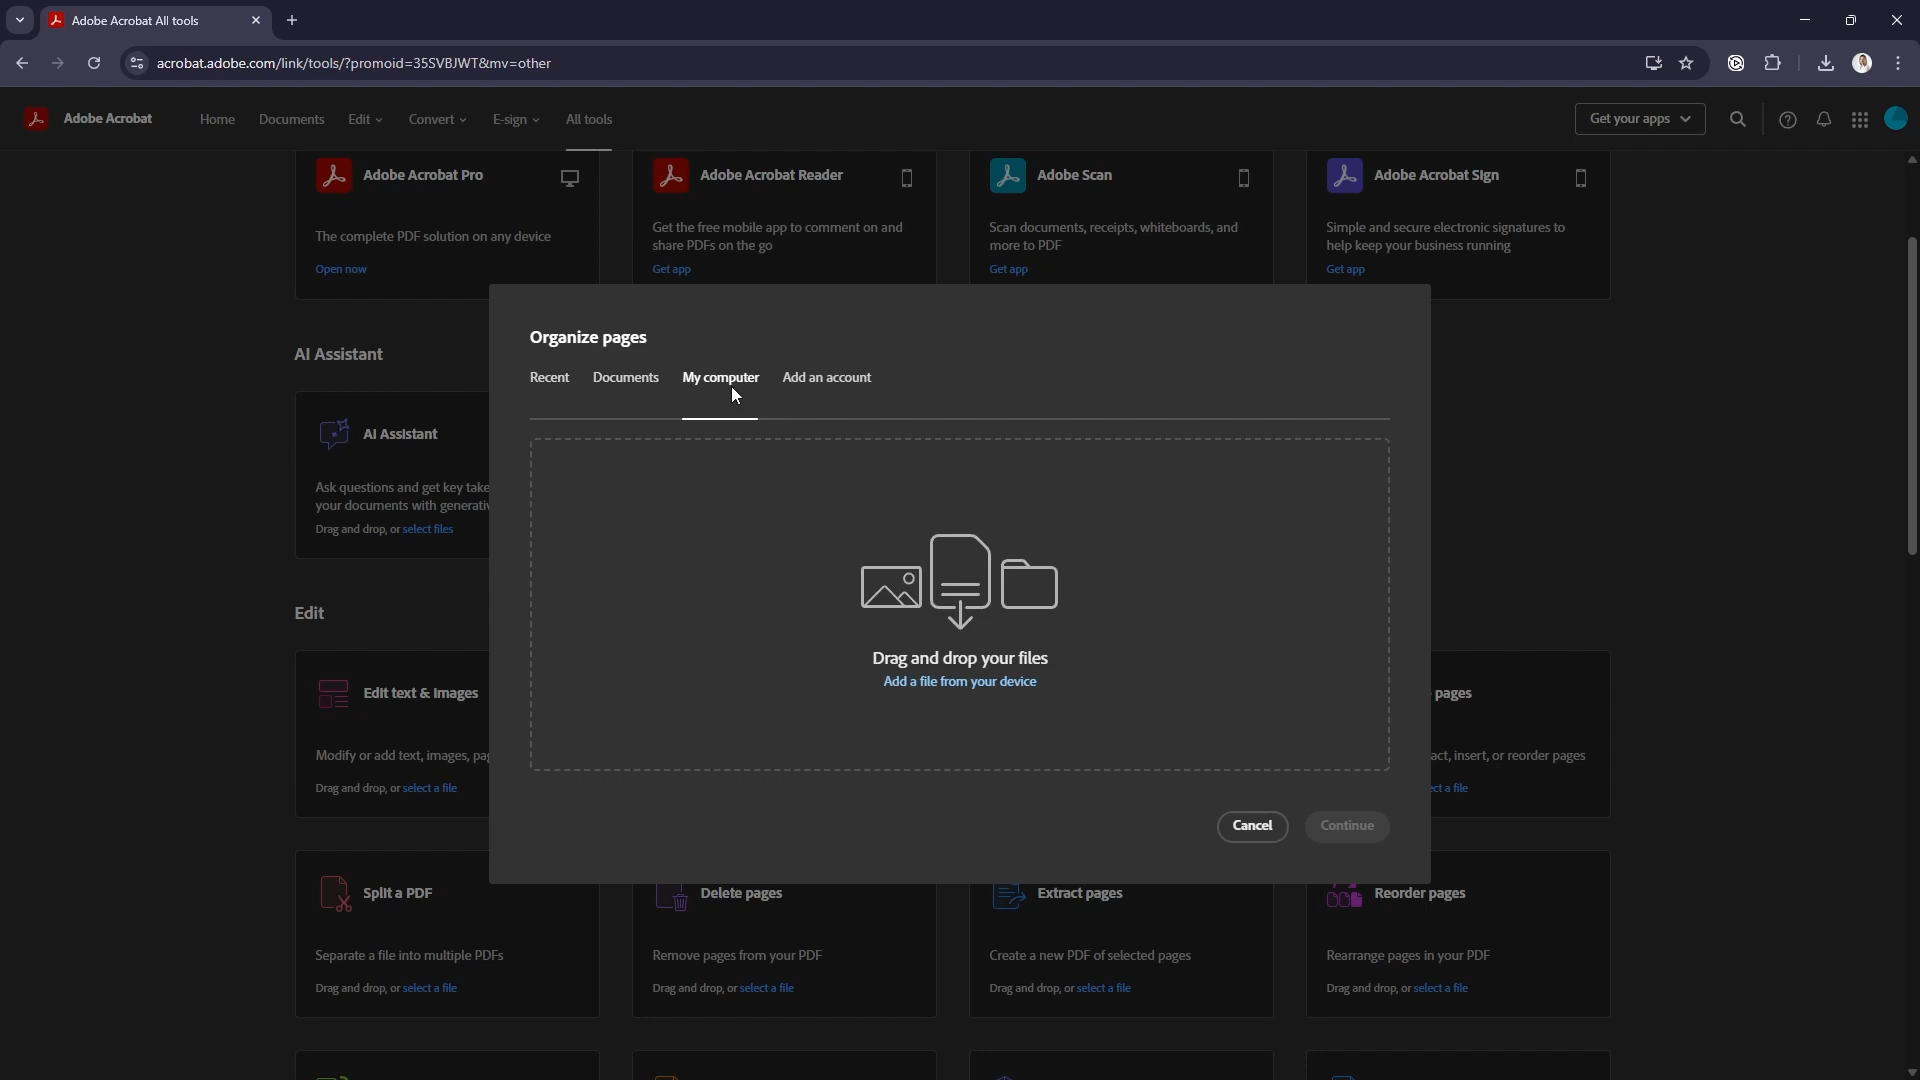 Adobe Acrobat All tools
acrobat.adobe.com/link/tools/?promoid=35SVBJWT&mv=other
Adobe Acrobat
Home
Documents
Edit
Convert
E-sign
All tools
Get your apps
Adobe Acrobat Pro
The complete PDF solution on any device
Open now
Adobe Acrobat Reader
Get the free mobile app to comment on and
share PDFs on the go
Get app
Adobe Scan
Scan documents, receipts, whiteboards, and
more to PDF
Get app
Adobe Acrobat Sign
Simple and secure electronic signatures to
help keep your business running
Get app
AI Assistant
AI Assistant
Ask questions and get key take
your documents with generati
Drag and drop, or select files
Organize pages
Recent
Documents
My computer
Add an account
Drag and drop your files
Add a file from your device
Cancel
Continue
Edit
Edit text & images
Modify or add text, images, pag
Drag and drop, or select a file
pages
act, insert, or reorder pages
ect a file
Split a PDF
Separate a file into multiple PDFs
Drag and drop, or select a file
Delete pages
Remove pages from your PDF
Drag and drop, or select a file
Extract pages
Create a new PDF of selected pages
Drag and drop, or select a file
Reorder pages
Rearrange pages in your PDF
Drag and drop, or select a file